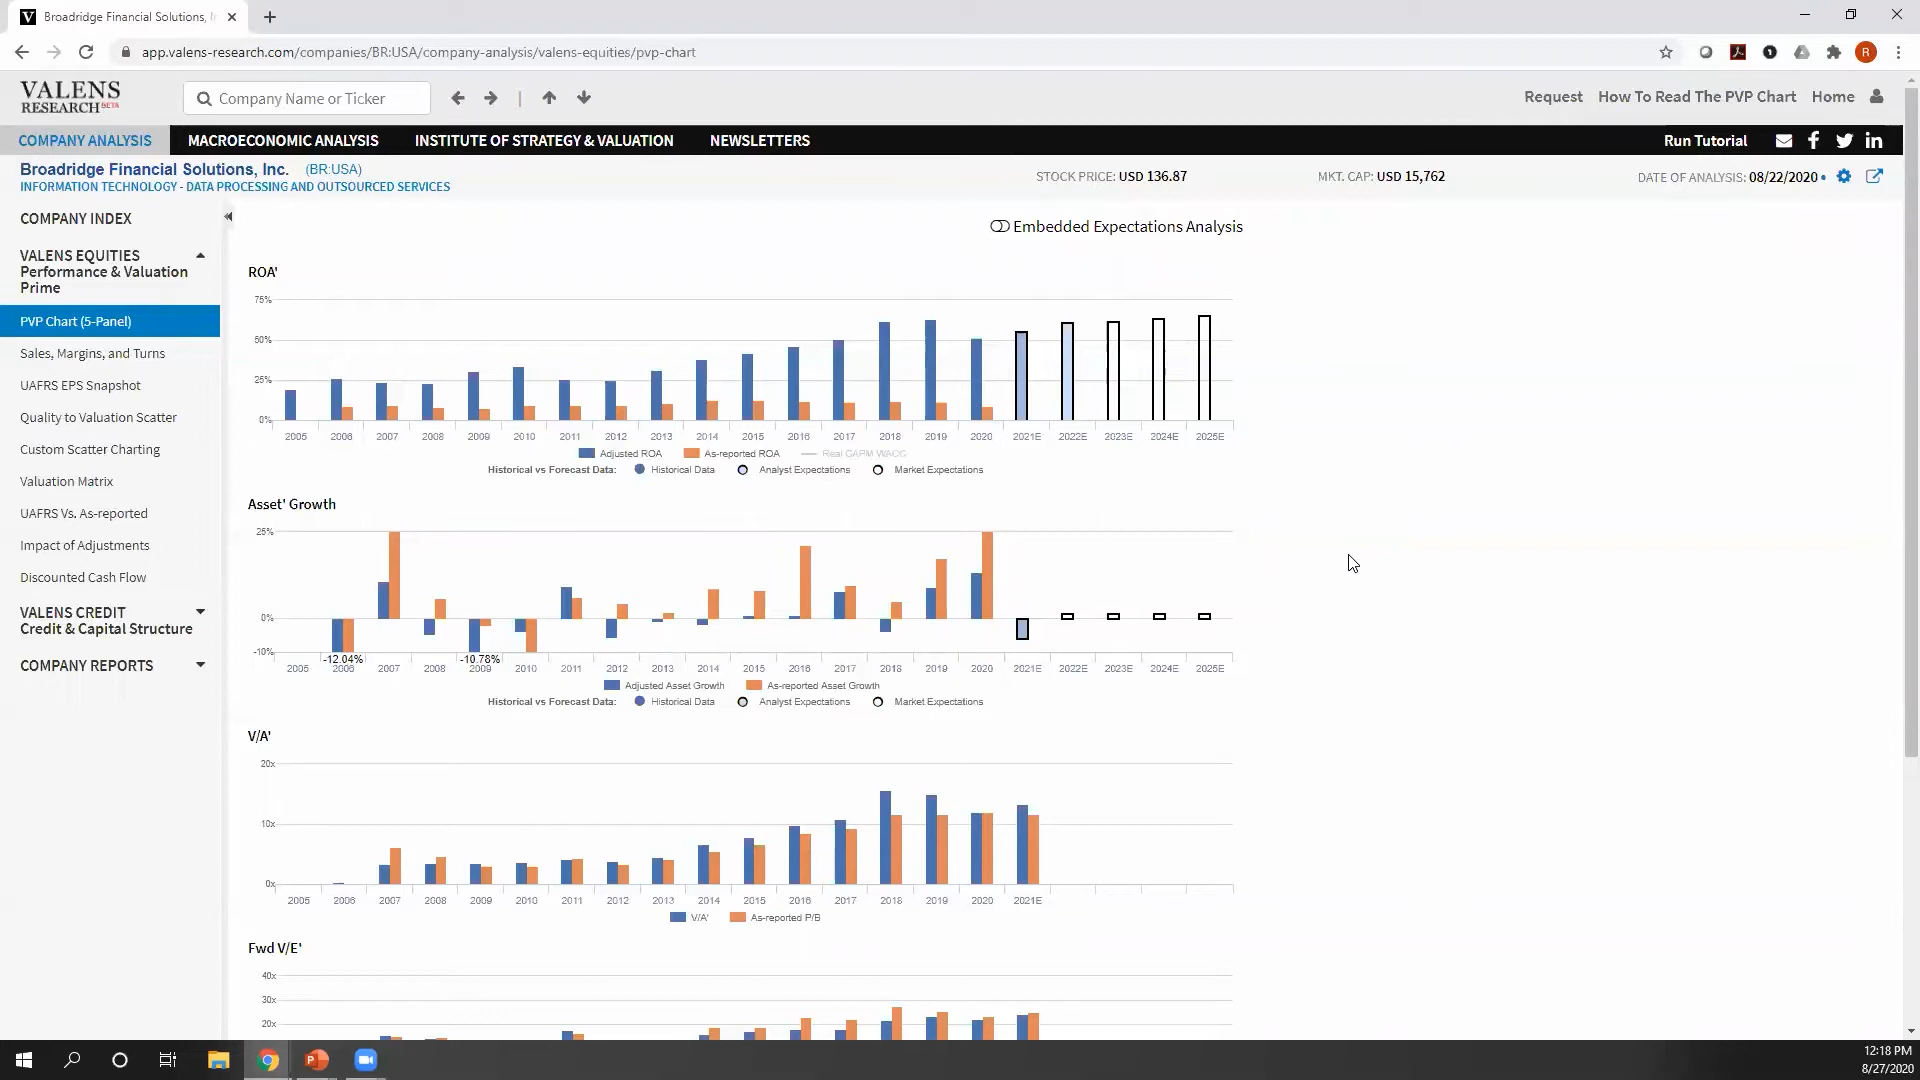 Broadridge Financial Solutions, I
app.valens-research.com/companies/BR:USA/company-analysis/valens-equities/pvp-chart
R
VALENS
RESEARCH BETA
Company Name or Ticker
Request How To Read The PVP Chart Home
COMPANY ANALYSIS MACROECONOMIC ANALYSIS INSTITUTE OF STRATEGY & VALUATION NEWSLETTERS Run Tutorial
Broadridge Financial Solutions, Inc. (BR:USA)
INFORMATION TECHNOLOGY - DATA PROCESSING AND OUTSOURCED SERVICES
STOCK PRICE: USD 136.87 MKT. CAP: USD 15,762 DATE OF ANALYSIS: 08/22/2020
COMPANY INDEX
VALENS EQUITIES
Performance & Valuation
Prime
PVP Chart (5-Panel)
Sales, Margins, and Turns
UAFRS EPS Snapshot
Quality to Valuation Scatter
Custom Scatter Charting
Valuation Matrix
UAFRS Vs. As-reported
Impact of Adjustments
Discounted Cash Flow
VALENS CREDIT
Credit & Capital Structure
COMPANY REPORTS
Embedded Expectations Analysis
ROA'
75%
50%
25%
0%
2005 2006 2007 2008 2009 2010 2011 2012 2013 2014 2015 2016 2017 2018 2019 2020 2021E 2022E 2023E 2024E 2025E
Adjusted ROA As-reported ROA Real CAPM WACC
Historical vs Forecast Data: Historical Data Analyst Expectations Market Expectations
Asset' Growth
25%
0%
-10%
-12.04% -10.78%
2005 2006 2007 2008 2009 2010 2011 2012 2013 2014 2015 2016 2017 2018 2019 2020 2021E 2022E 2023E 2024E 2025E
Adjusted Asset Growth As-reported Asset Growth
Historical vs Forecast Data: Historical Data Analyst Expectations Market Expectations
V/A'
20x
10x
0x
2005 2006 2007 2008 2009 2010 2011 2012 2013 2014 2015 2016 2017 2018 2019 2020 2021E
V/A' As-reported P/B
Fwd V/E'
40x
30x
20x
12:18 PM
8/27/2020